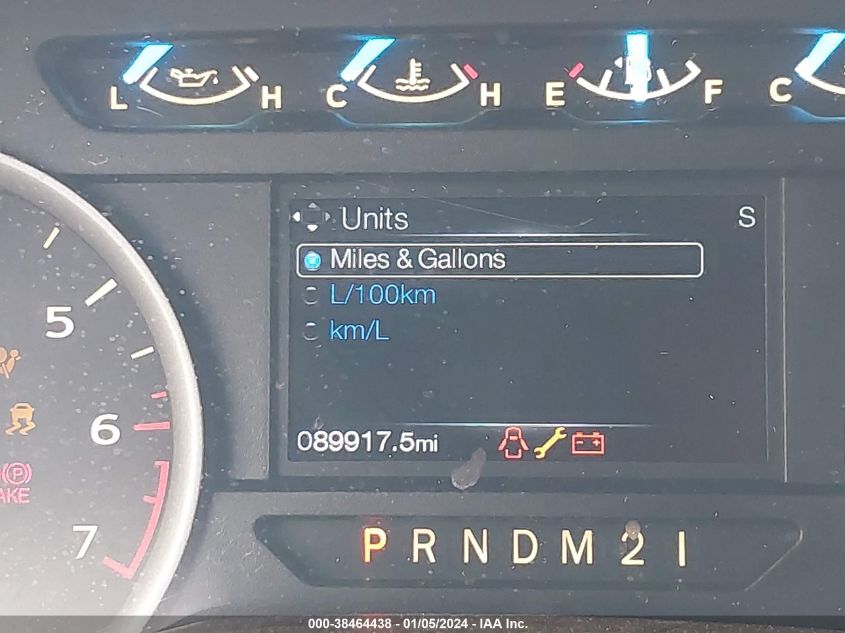 L H C H E F C
Units S
Miles & Gallons
L/100km
km/L
5
6
7
089917.5mi
P
P R N D M 2 1
000-38464438 - 01/05/2024 - IAA Inc.